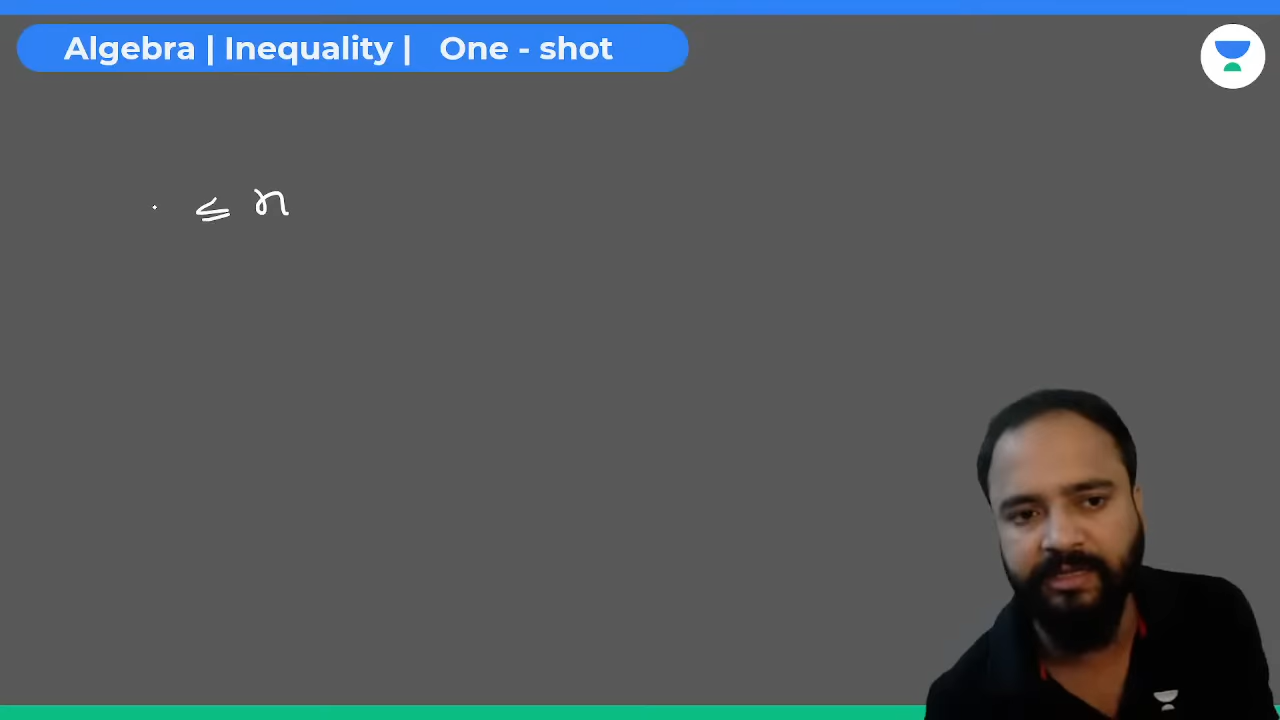 Algebra | Inequality | One - shot
≤ n